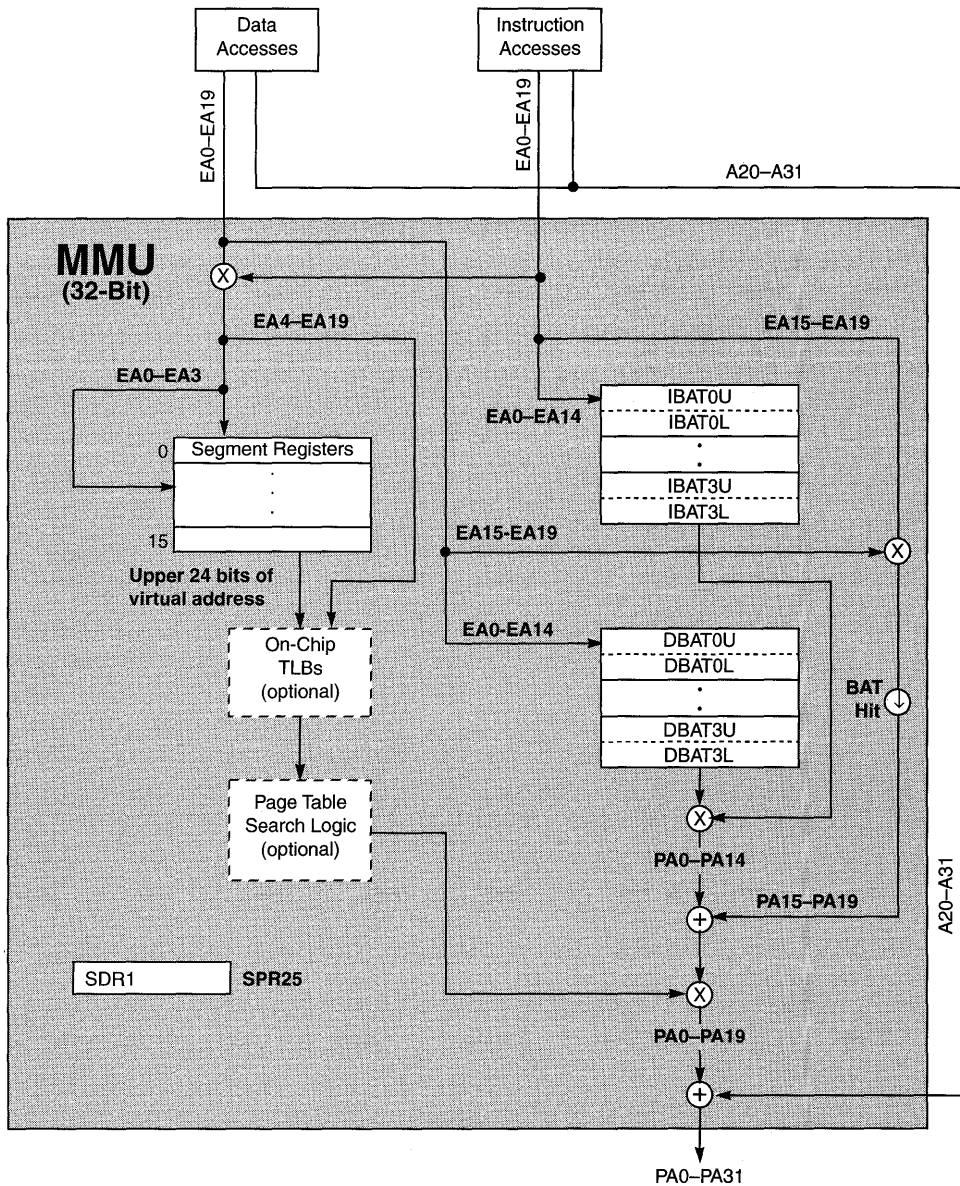 Data
Accesses
Instruction
Accesses
EA0–EA19
EA0–EA19
A20–A31
MMU
(32-Bit)
X
EA4–EA19
EA15–EA19
EA0–EA3
EA0–EA14
IBAT0U
IBAT0L
IBAT3U
IBAT3L
0
Segment Registers
15
EA15-EA19
X
Upper 24 bits of
virtual address
EA0-EA14
On-Chip
TLBs
(optional)
DBAT0U
DBAT0L
DBAT3U
DBAT3L
BAT
Hit
↓
Page Table
Search Logic
(optional)
X
PA0–PA14
PA15–PA19
+
A20–A31
SDR1
SPR25
X
PA0–PA19
+
PA0–PA31